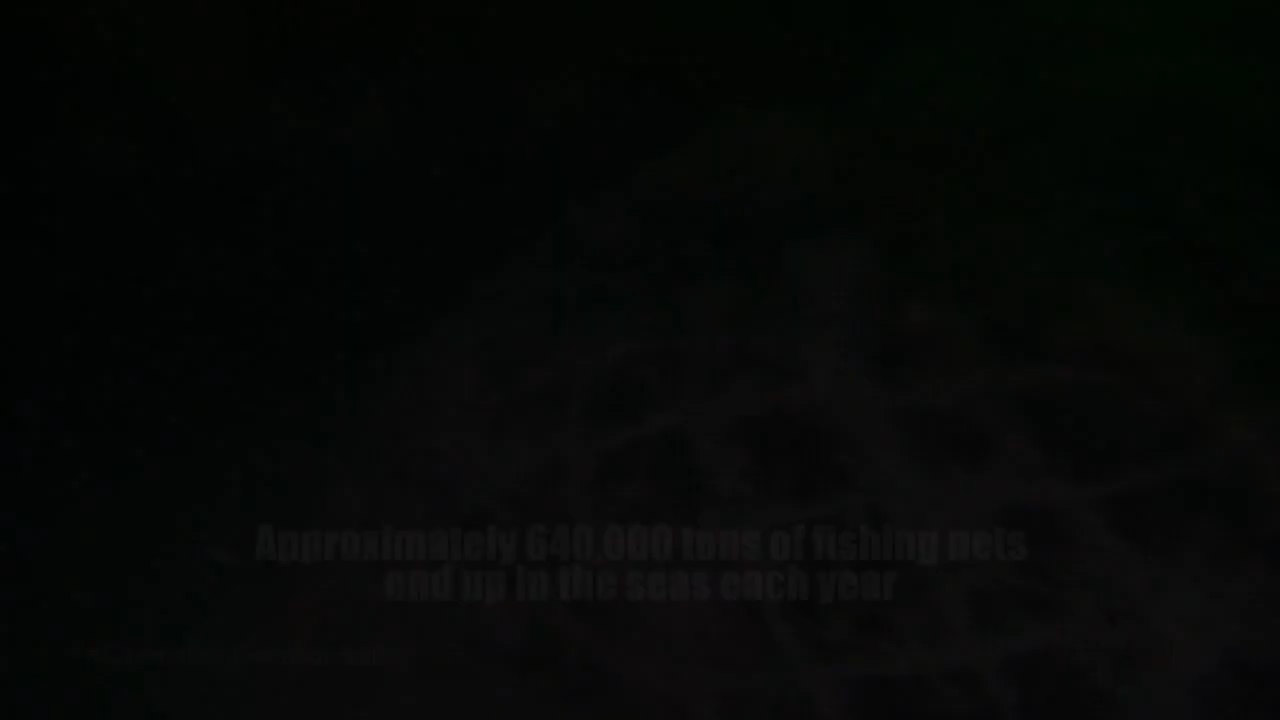 Approximately 640.000 tons of fishing nets
end up in the seas each year